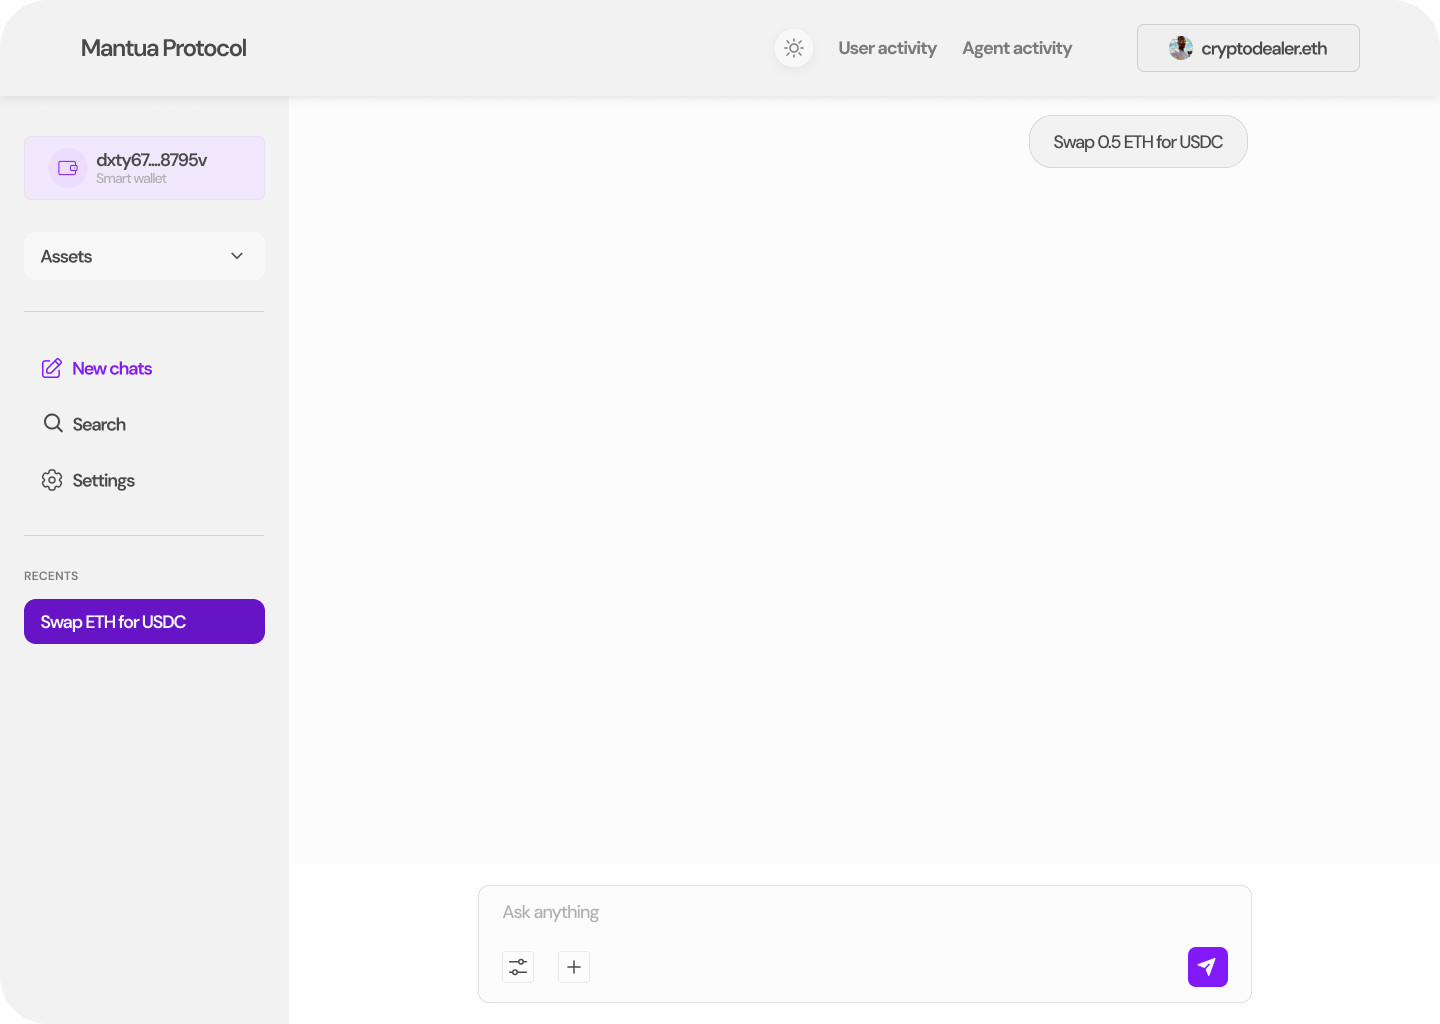 Mantua Protocol
User activity
Agent activity
cryptodealer.eth
dxty67....8795v
Smart wallet
Assets
New chats
Search
Settings
RECENTS
Swap ETH for USDC
Swap 0.5 ETH for USDC
Ask anything